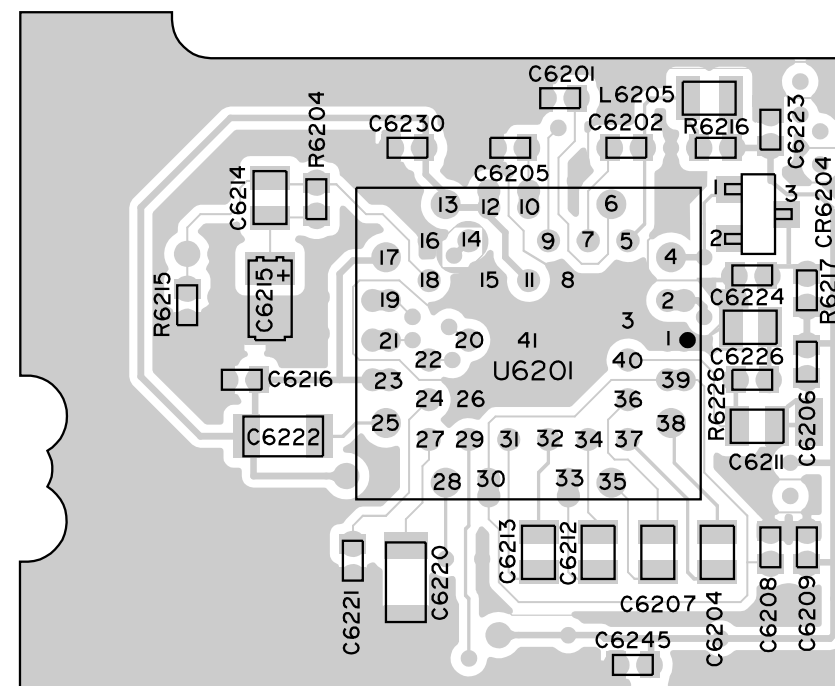 C6201
L6205
C6223
R6204
C6230
C6202
R6216
C6205
C6214
1
3
CR6204
13
12
10
6
2
16
14
9
7
5
17
4
18
15
11
8
R6217
C6215
+
R6215
19
2
C6224
3
21
20
41
1
22
40
C6226
U6201
C6216
23
39
R6226
24
26
36
C6206
25
38
C6222
27
29
31
32
34
37
C6211
28
30
33
35
C6213
C6212
C6220
C6221
C6207
C6204
C6208
C6209
C6245